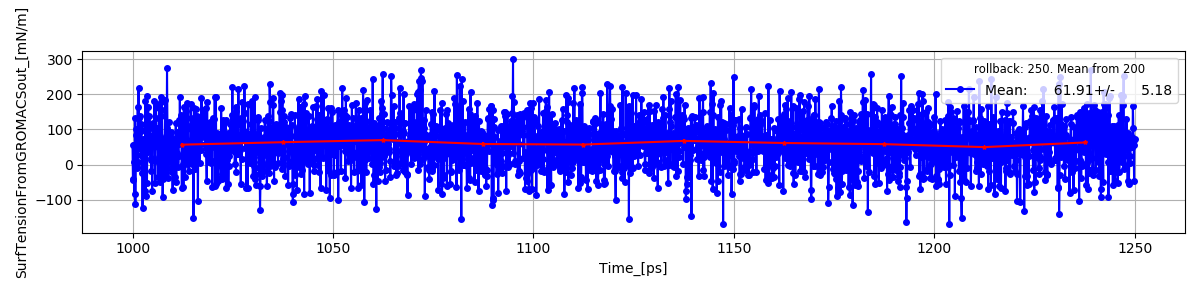 SurfTensionFromGROMACSout_[mN/m]
300
200
100
0
−100
1000
1050
1100
1150
1200
1250
Time_[ps]
rollback: 250. Mean from 200
Mean: 61.91+/- 5.18